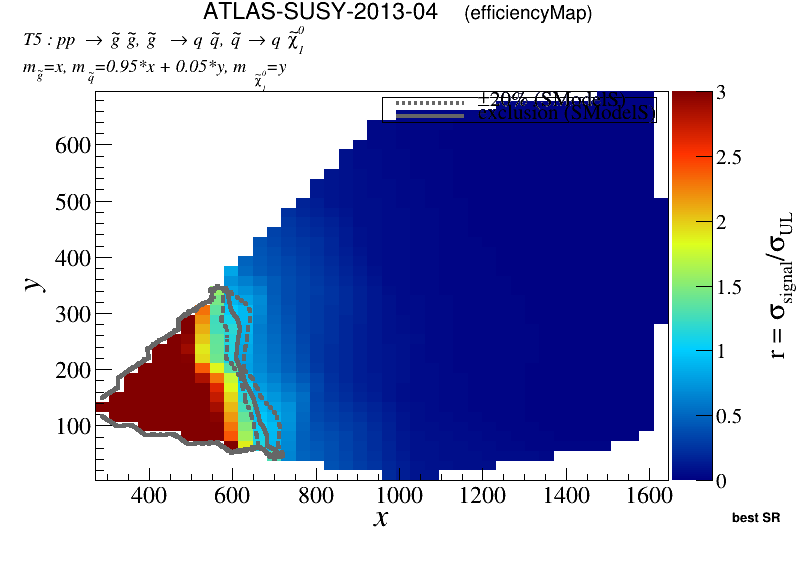 ATLAS-SUSY-2013-04 (efficiencyMap)
T5 : pp → g̃ g̃, g̃ → q q̃, q̃ → q χ̃₁⁰
m_g̃=x, m_q̃=0.95*x + 0.05*y, m_χ̃₁⁰=y
±20% (SModelS)
exclusion (SModelS)
600
500
400
300
200
100
y
400 600 800 1000 1200 1400 1600
x
3
2.5
2
1.5
1
0.5
0
r = σ_signal/σ_UL
best SR